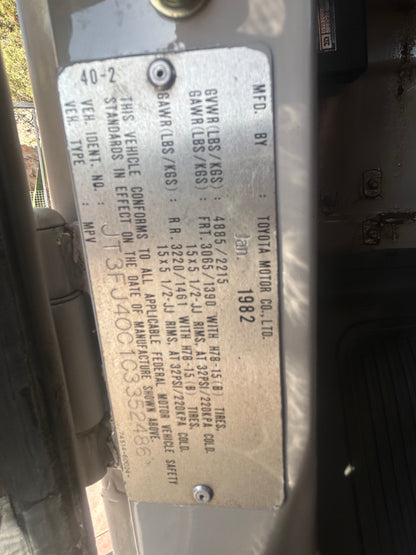 MFD. BY : TOYOTA MOTOR CO., LTD.
Jan. 1982
GVWR(LBS/KGS) : 4885/2215
GAWR(LBS/KGS) : FRT. 3065/1390 WITH H78-15(B) TIRES,
15X5 1/2-JJ RIMS, AT 32PSI/220KPA COLD.
R R. 3220/1461 WITH H78-15(B) TIRES,
15X5 1/2-JJ RIMS, AT 32PSI/220KPA COLD.
THIS VEHICLE CONFORMS TO ALL APPLICABLE FEDERAL MOTOR VEHICLE SAFETY
STANDARDS IN EFFECT ON THE DATE OF MANUFACTURE SHOWN ABOVE.
VEH. IDENT. NO. : JT3FJ40C1C3352486
VEH. TYPE : MPV
40-2